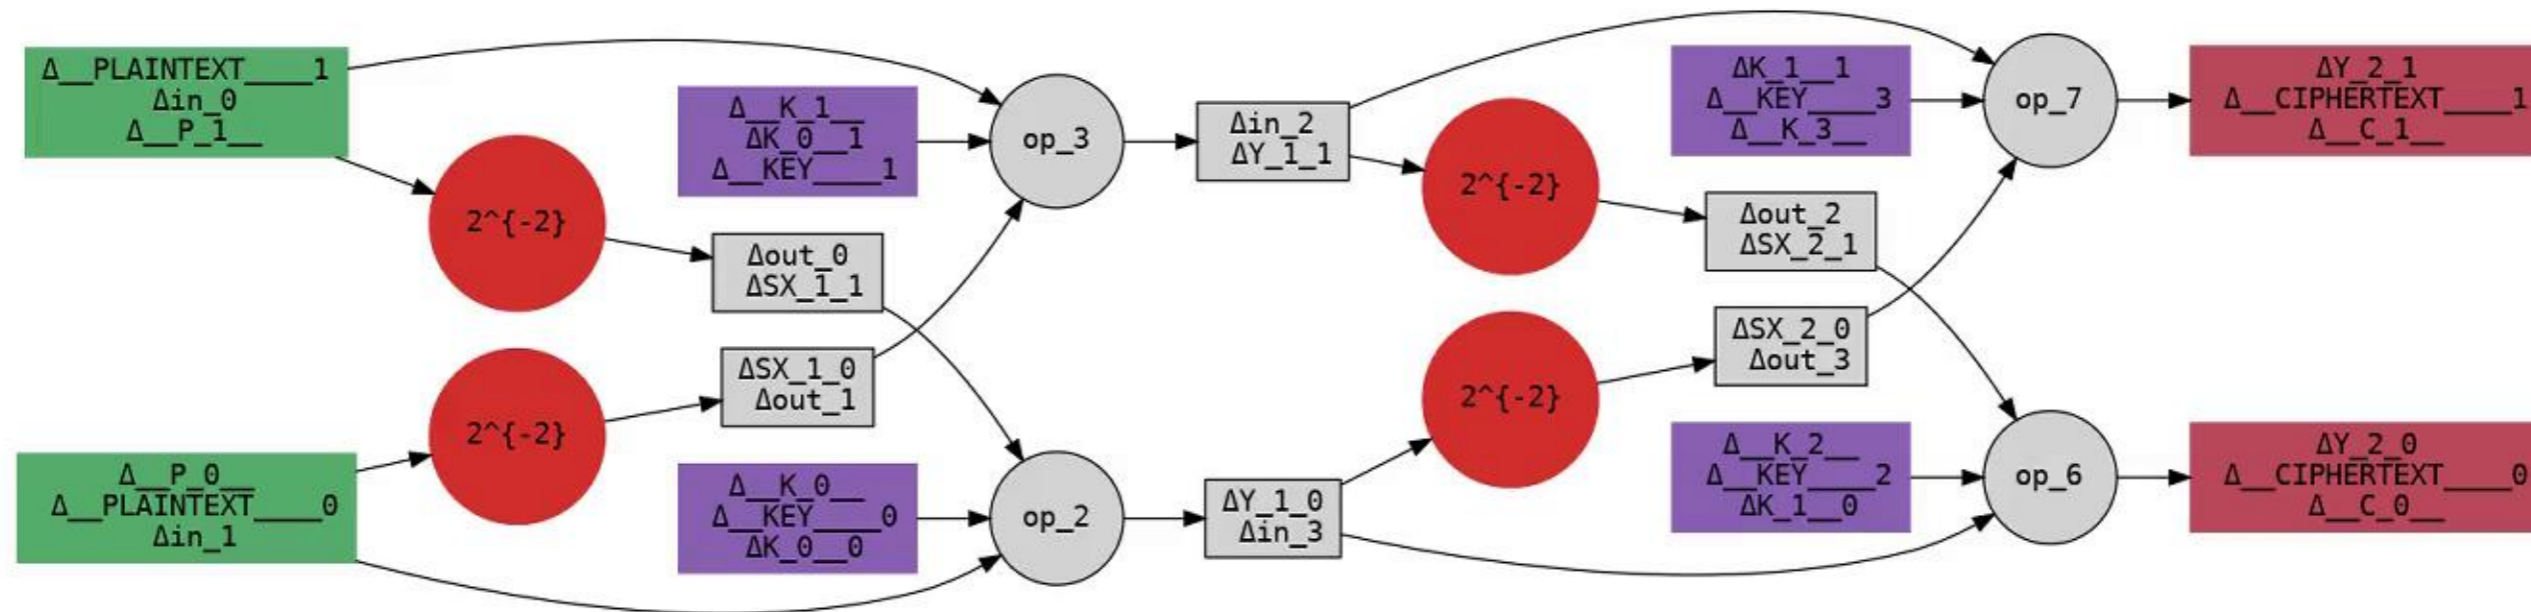 Δ__PLAINTEXT____1
Δin_0
Δ__P_1__
2^{-2}
Δ__K_1__
ΔK_0__1
Δ__KEY____1
op_3
Δout_0
ΔSX_1_1
ΔSX_1_0
Δout_1
2^{-2}
Δ__P_0__
Δ__PLAINTEXT____0
Δin_1
Δ__K_0__
Δ__KEY____0
ΔK_0__0
op_2
Δin_2
ΔY_1_1
2^{-2}
ΔK_1__1
Δ__KEY____3
Δ__K_3__
op_7
ΔY_2_1
Δ__CIPHERTEXT____1
Δ__C_1__
Δout_2
ΔSX_2_1
ΔSX_2_0
Δout_3
2^{-2}
ΔY_1_0
Δin_3
Δ__K_2__
Δ__KEY____2
ΔK_1__0
op_6
ΔY_2_0
Δ__CIPHERTEXT____0
Δ__C_0__